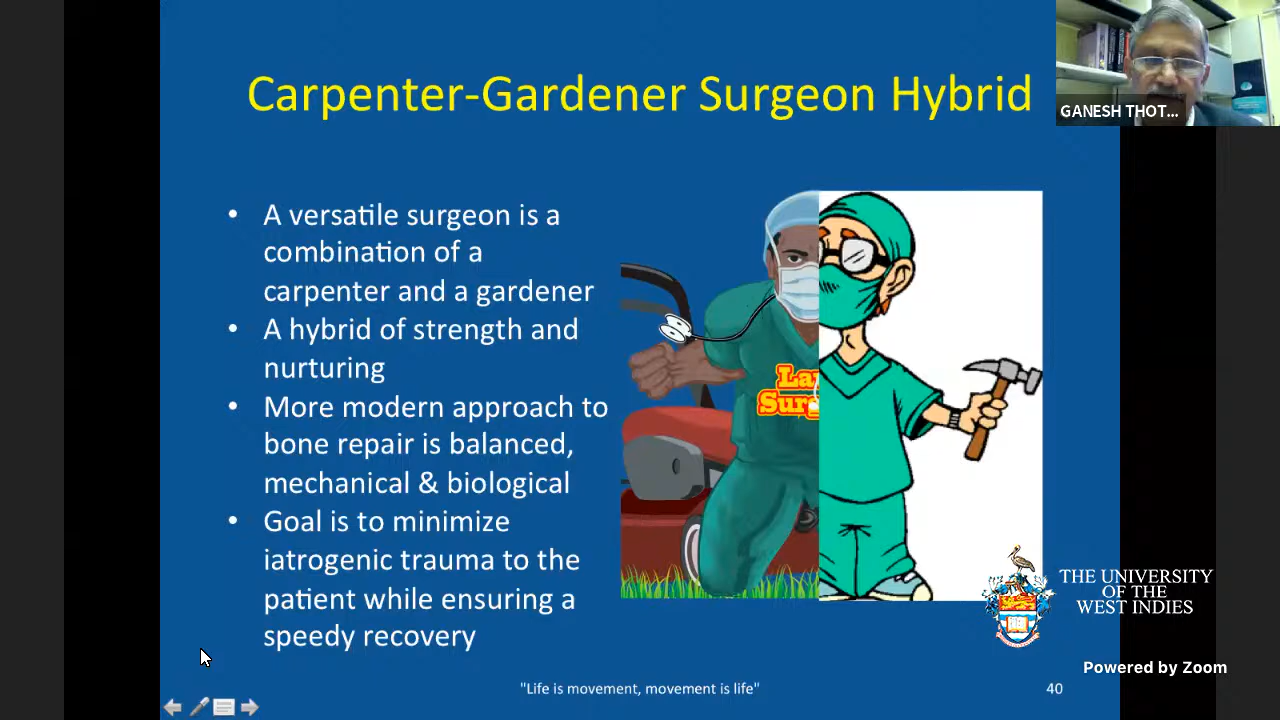 Carpenter-Gardener Surgeon Hybrid
GANESH THOT...
• A versatile surgeon is a
combination of a
carpenter and a gardener
• A hybrid of strength and
nurturing
• More modern approach to
bone repair is balanced,
mechanical & biological
• Goal is to minimize
iatrogenic trauma to the
patient while ensuring a
speedy recovery
THE UNIVERSITY
OF THE
WEST INDIES
Powered by Zoom
"Life is movement, movement is life"
40